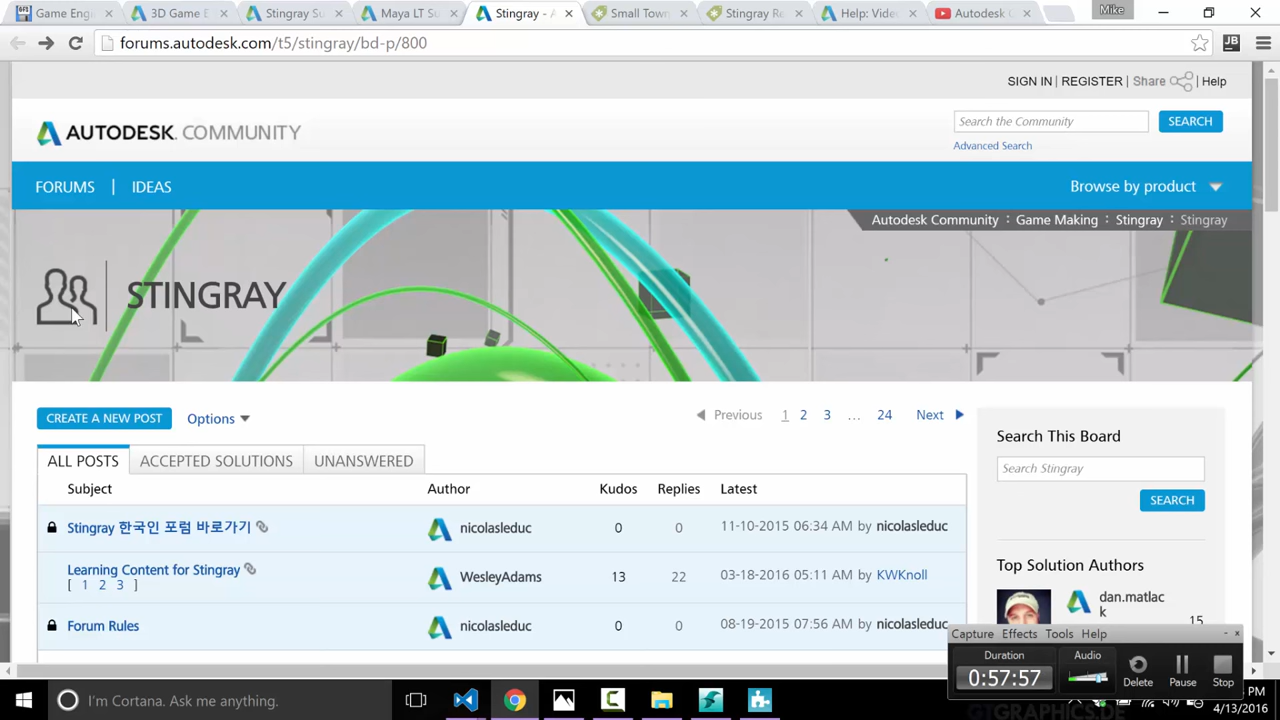 Game Eng
3D Game E
Stingray Su
Maya LT Su
Stingray - A
Small Town
Stingray Re
Help: Vide
Autodesk
Mike
forums.autodesk.com/t5/stingray/bd-p/800
JB
SIGN IN | REGISTER | Share | Help
AUTODESK. COMMUNITY
Search the Community
SEARCH
Advanced Search
FORUMS | IDEAS
Browse by product
Autodesk Community : Game Making : Stingray : Stingray
STINGRAY
CREATE A NEW POST
Options
Previous 1 2 3 ... 24 Next
Search This Board
ALL POSTS ACCEPTED SOLUTIONS UNANSWERED
Search Stingray
Subject Author Kudos Replies Latest
SEARCH
Stingray 한국인 포럼 바로가기 nicolasleduc 0 0 11-10-2015 06:34 AM by nicolasleduc
Learning Content for Stingray WesleyAdams 13 22 03-18-2016 05:11 AM by KWKnoll
[ 1 2 3 ]
Top Solution Authors
dan.matlac
k
15
Forum Rules nicolasleduc 0 0 08-19-2015 07:56 AM by nicolasleduc
Capture Effects Tools Help
Duration Audio
0:57:57
Delete Pause Stop
I'm Cortana. Ask me anything.
PM
4/13/2016